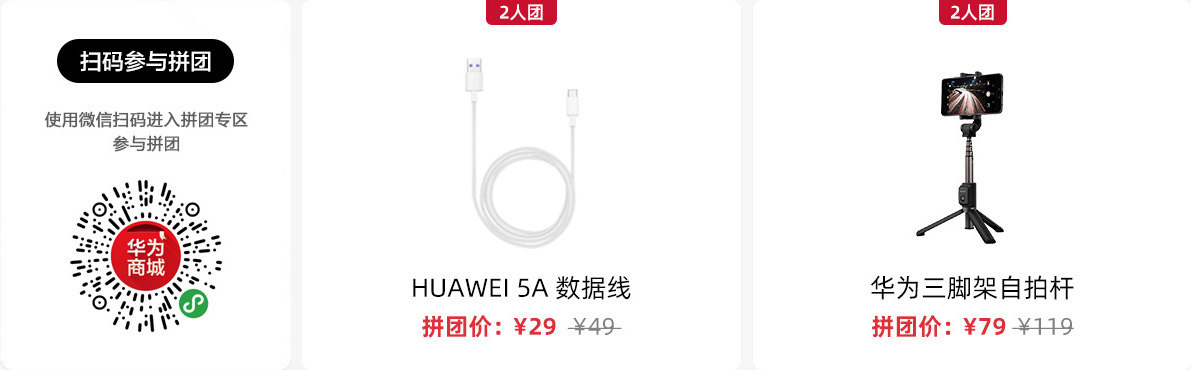 扫码参与拼团
使用微信扫码进入拼团专区
参与拼团
华为
商城
2人团
HUAWEI 5A 数据线
拼团价：¥29 ¥49
2人团
华为三脚架自拍杆
拼团价：¥79 ¥119